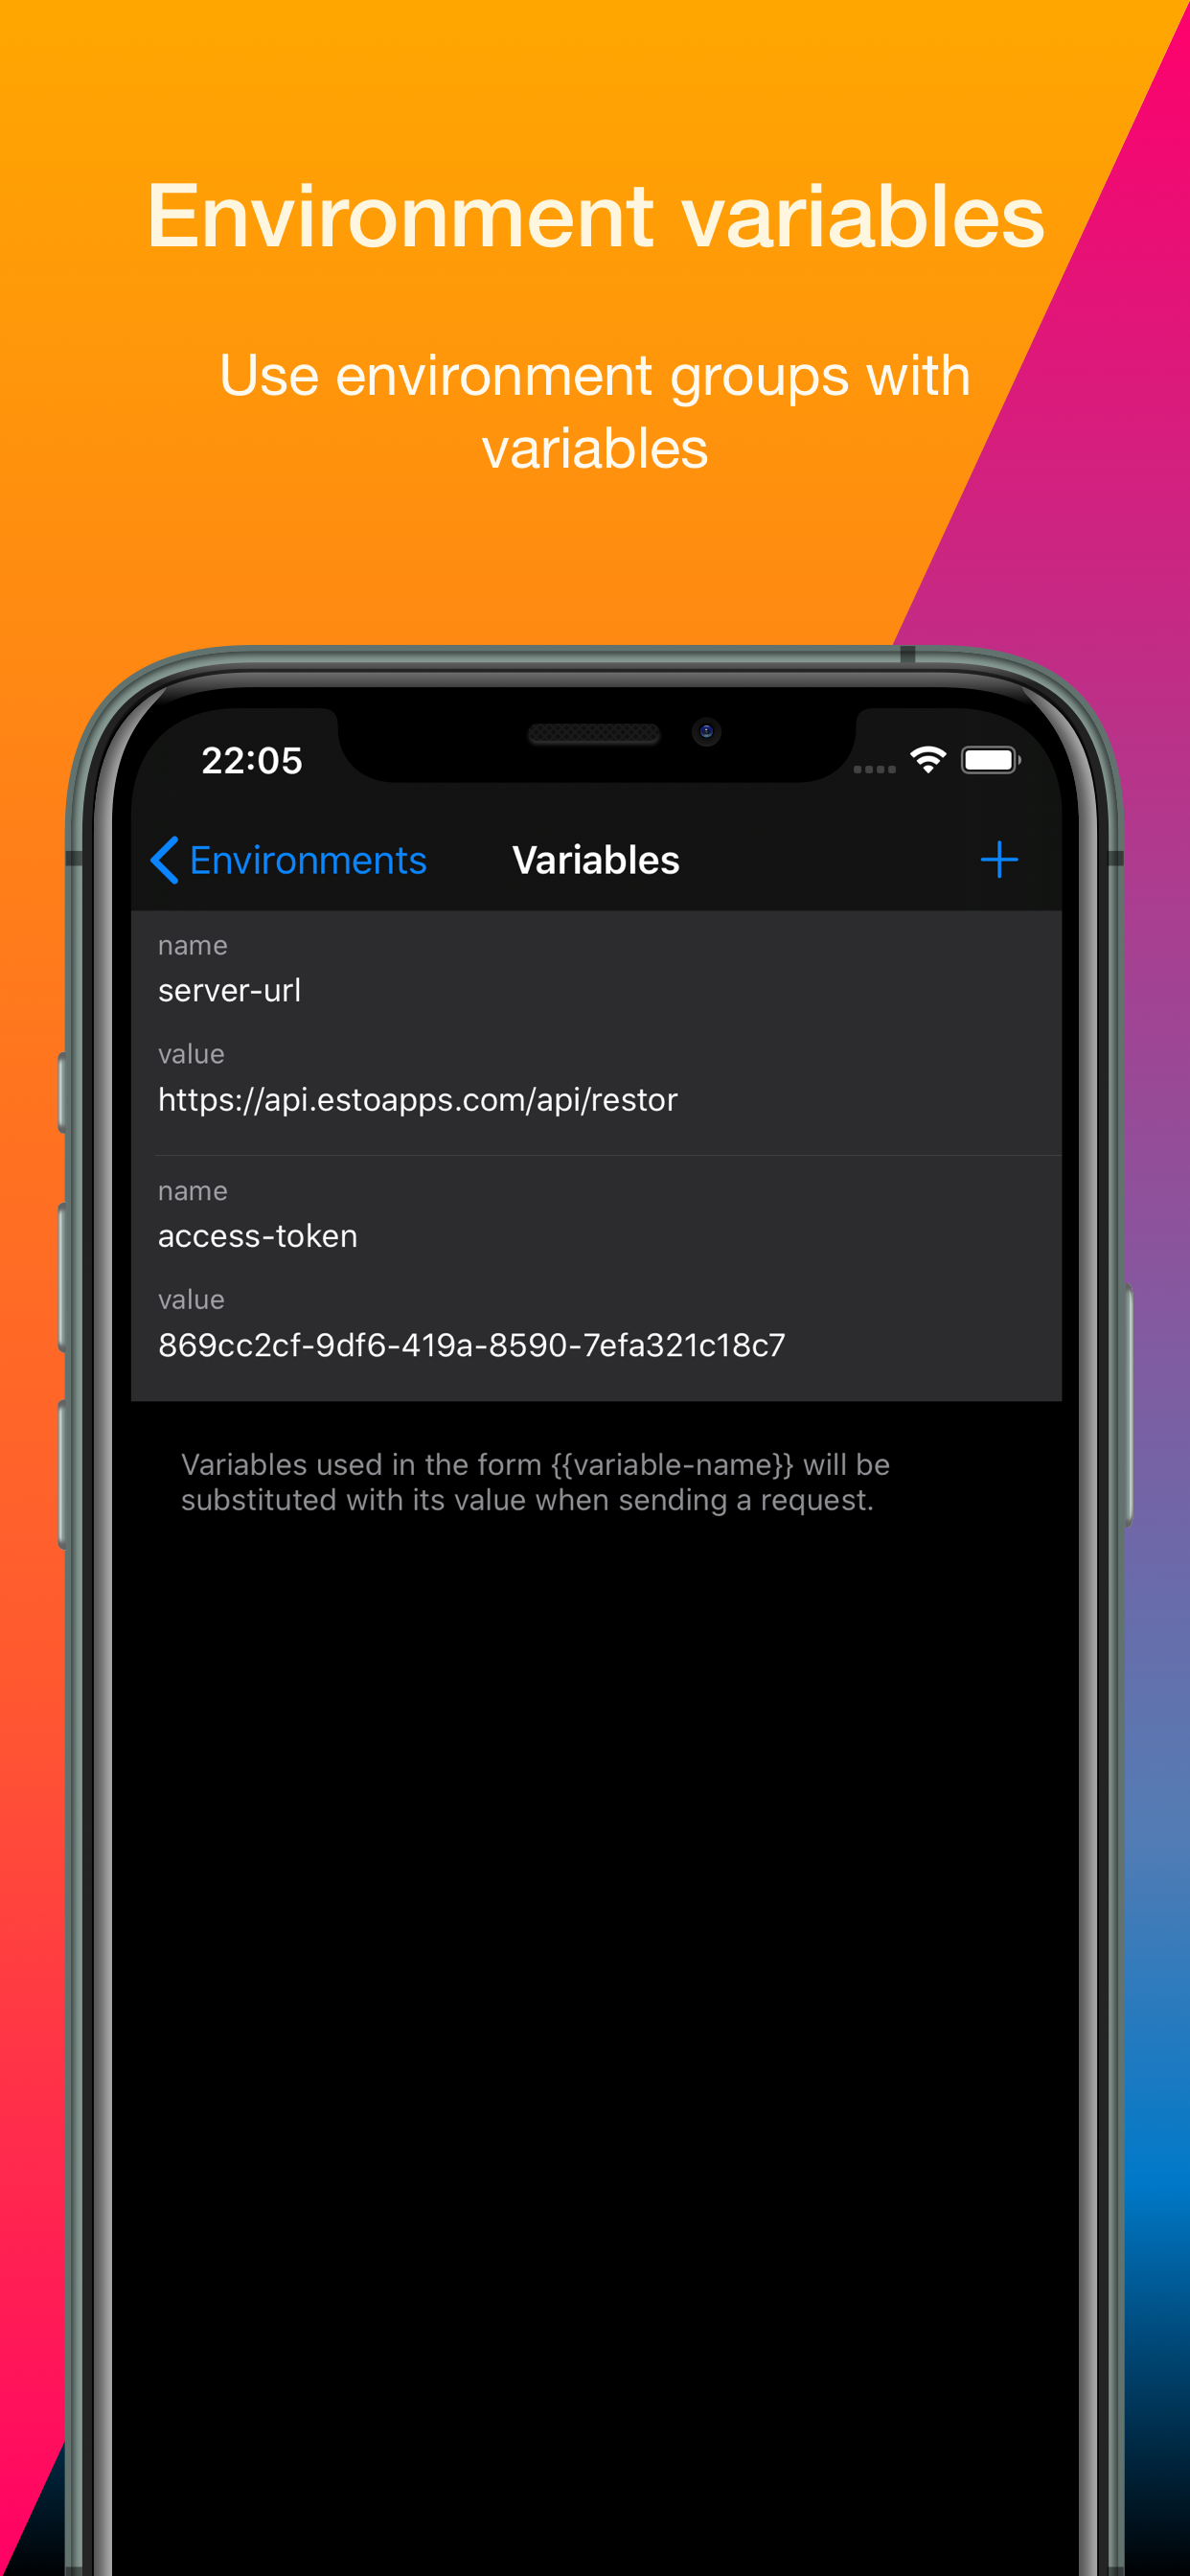 Environment variables
Use environment groups with
variables
22:05
Environments Variables
name
server-url
value
https://api.estoapps.com/api/restor
name
access-token
value
869cc2cf-9df6-419a-8590-7efa321c18c7
Variables used in the form {{variable-name}} will be
substituted with its value when sending a request.